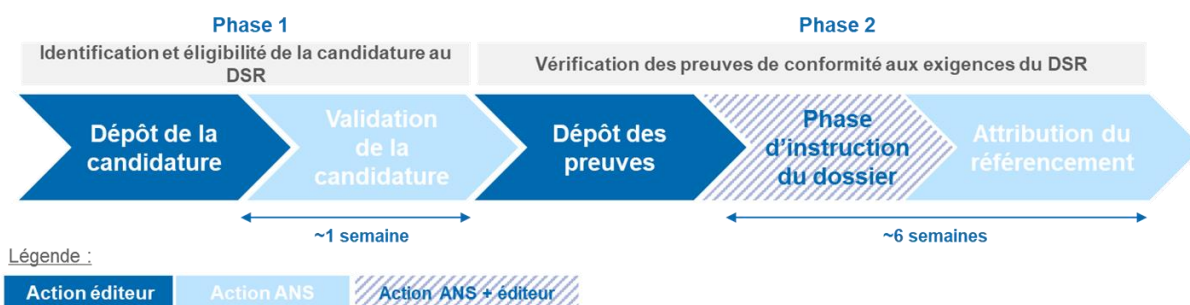 Phase 1
Phase 2
Identification et éligibilité de la candidature au
DSR
Vérification des preuves de conformité aux exigences du DSR
Dépôt de la
candidature
Validation
de la
candidature
Dépôt des
preuves
Phase
d'instruction
du dossier
Attribution du
référencement
~1 semaine
~6 semaines
Légende :
Action éditeur
Action ANS
Action ANS + éditeur